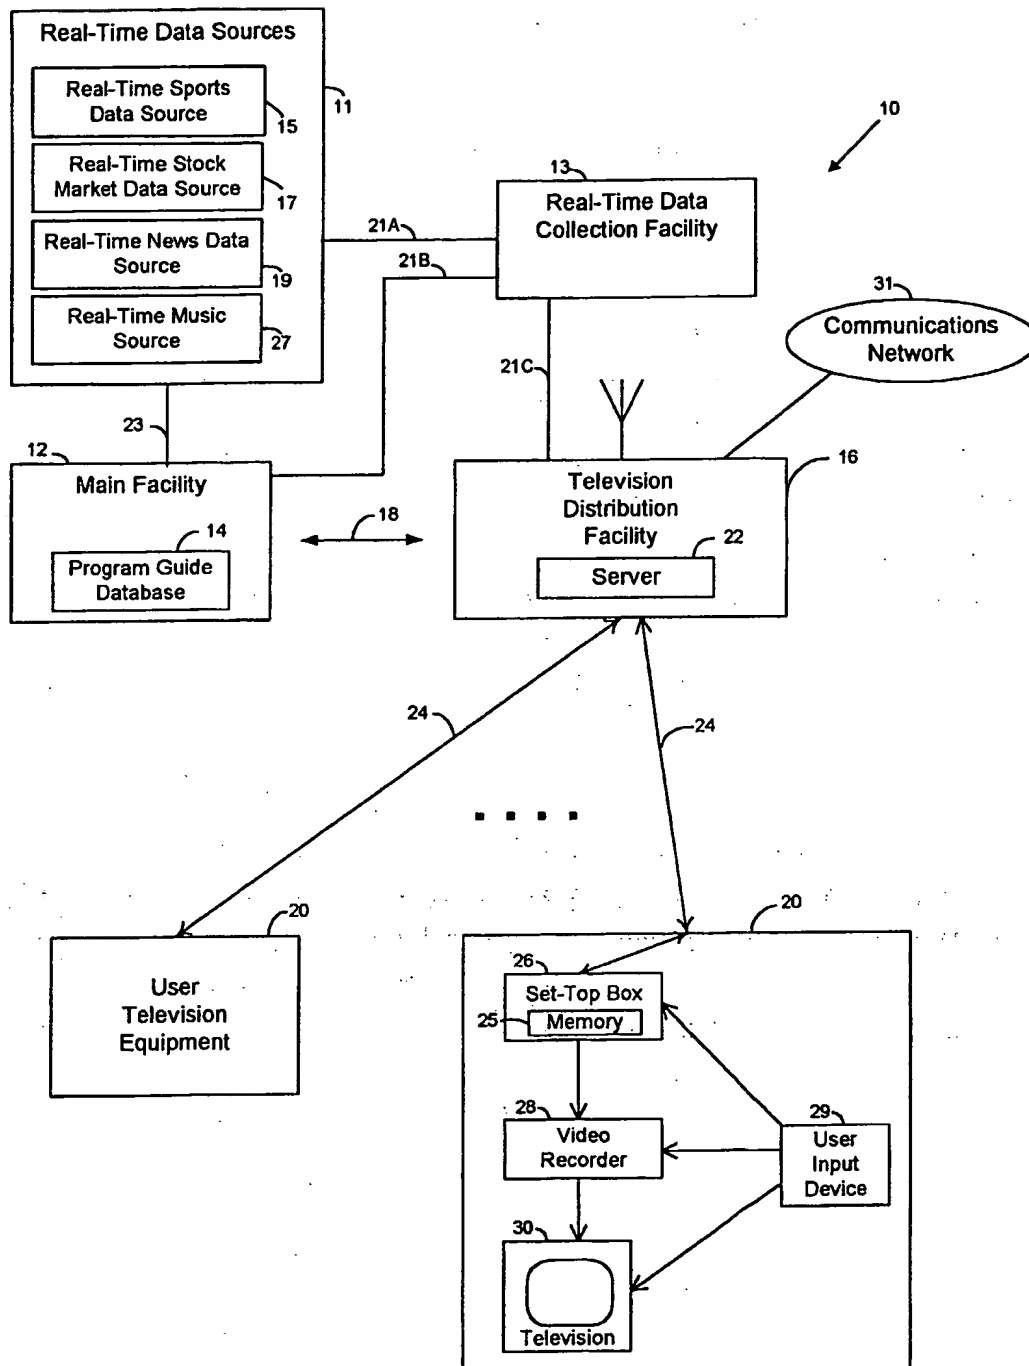 Real-Time Data Sources
Real-Time Sports
Data Source
15
11
Real-Time Stock
Market Data Source
17
Real-Time News Data
Source
19
Real-Time Music
Source
27
10
13
Real-Time Data
Collection Facility
21A
21B
21C
31
Communications
Network
23
12
Main Facility
14
Program Guide
Database
18
16
Television
Distribution
Facility
22
Server
24
24
20
User
Television
Equipment
20
26
Set-Top Box
25
Memory
28
Video
Recorder
29
User
Input
Device
30
Television